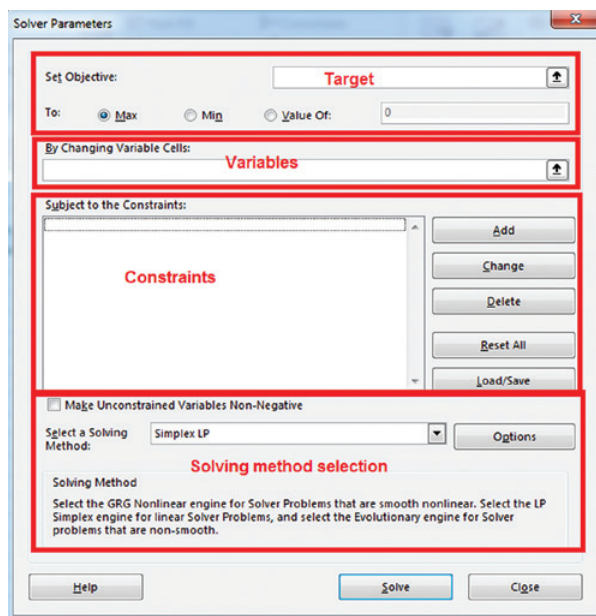 Solver Parameters
Set Objective:
Target
To:
Max
Min
Value Of:
0
By Changing Variable Cells:
Variables
Subject to the Constraints:
Constraints
Add
Change
Delete
Reset All
Load/Save
Make Unconstrained Variables Non-Negative
Select a Solving
Method:
Simplex LP
Options
Solving method selection
Solving Method
Select the GRG Nonlinear engine for Solver Problems that are smooth nonlinear. Select the LP
Simplex engine for linear Solver Problems, and select the Evolutionary engine for Solver
problems that are non-smooth.
Help
Solve
Close